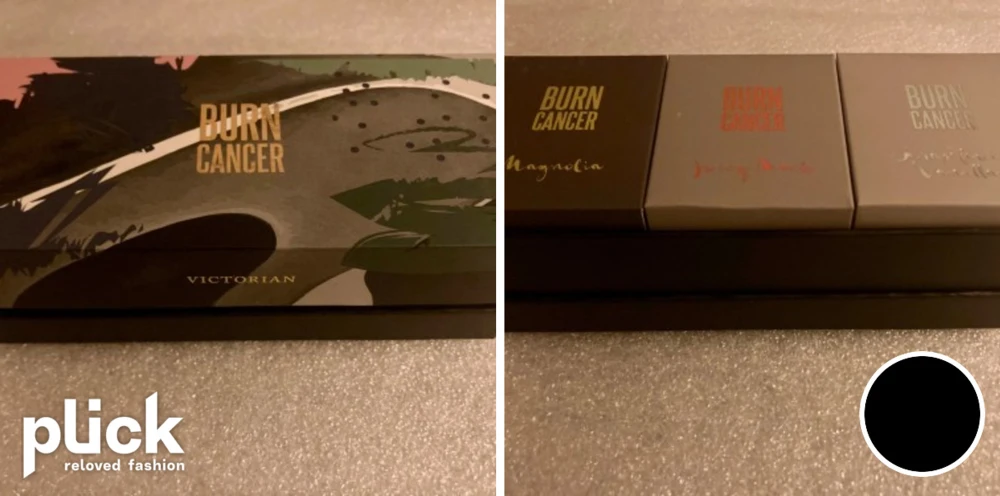 BURN
CANCER
VICTORIAN
plick
reloved fashion
BURN
CANCER
Magnolia
BURN
CANCER
BURN
CANCER